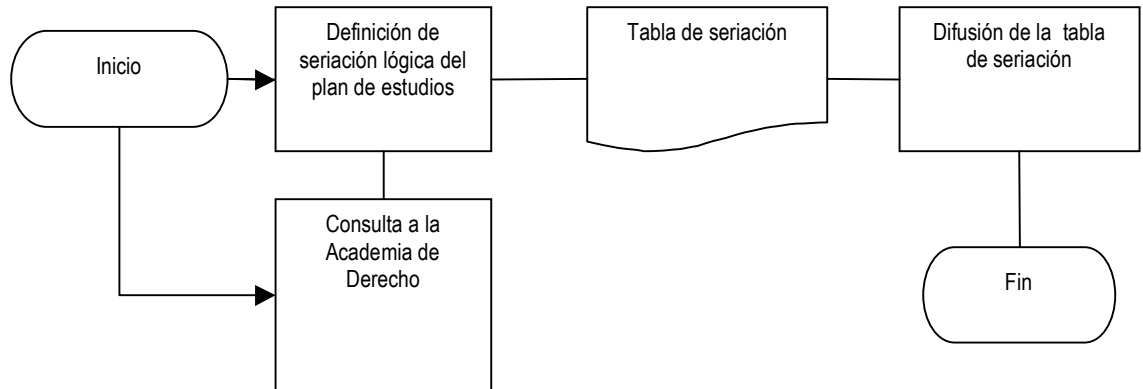 Inicio
Definición de
seriación lógica del
plan de estudios
Tabla de seriación
Difusión de la tabla
de seriación
Consulta a la
Academia de
Derecho
Fin